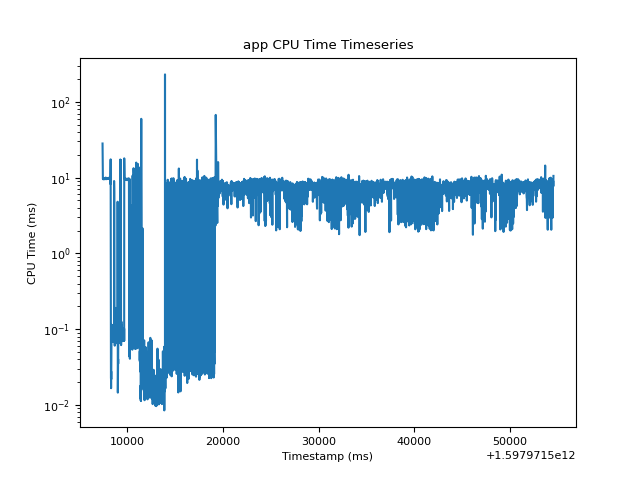 app CPU Time Timeseries
CPU Time (ms)
10²
10¹
10⁰
10⁻¹
10⁻²
10000 20000 30000 40000 50000
Timestamp (ms)
+1.5979715e12